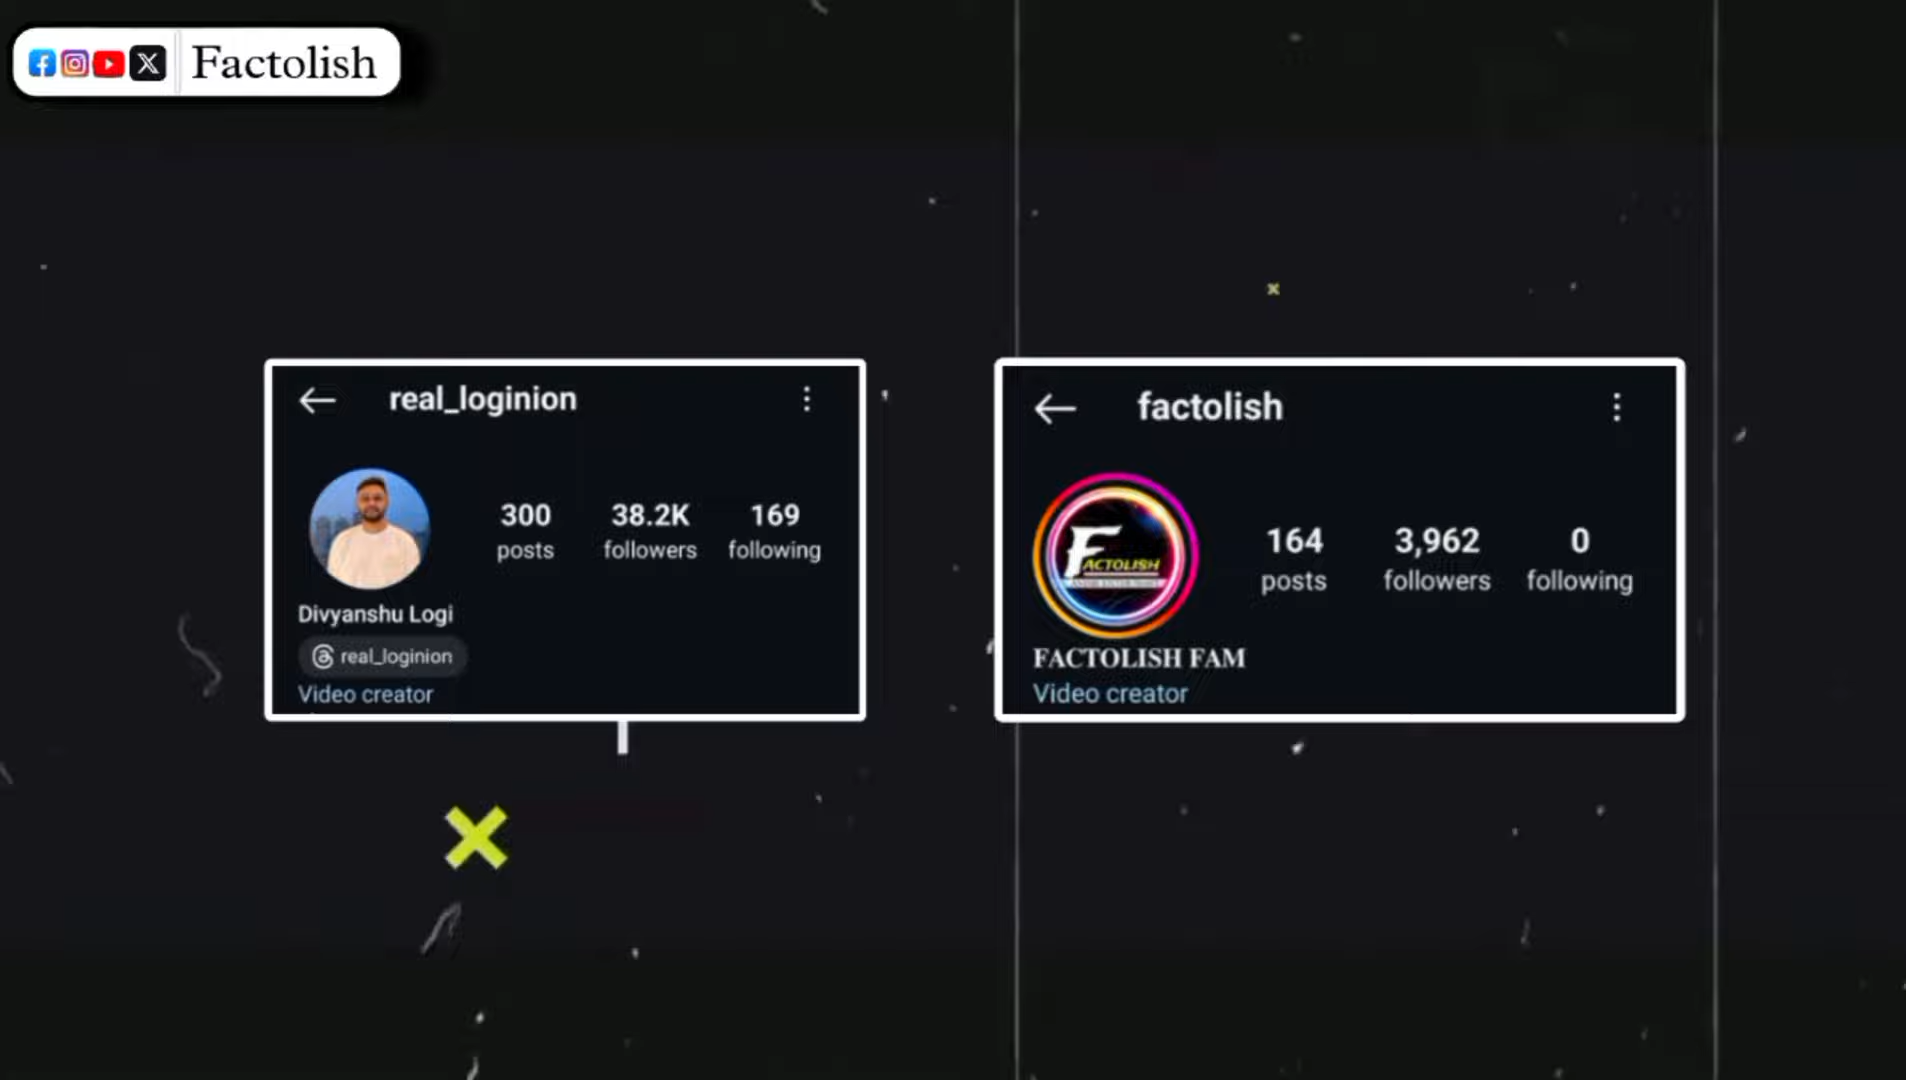 Factolish
real_loginion
300 38.2K 169
posts followers following
Divyanshu Logi
real_loginion
Video creator
factolish
164 3,962 0
posts followers following
FACTOLISH
FACTOLISH FAM
Video creator